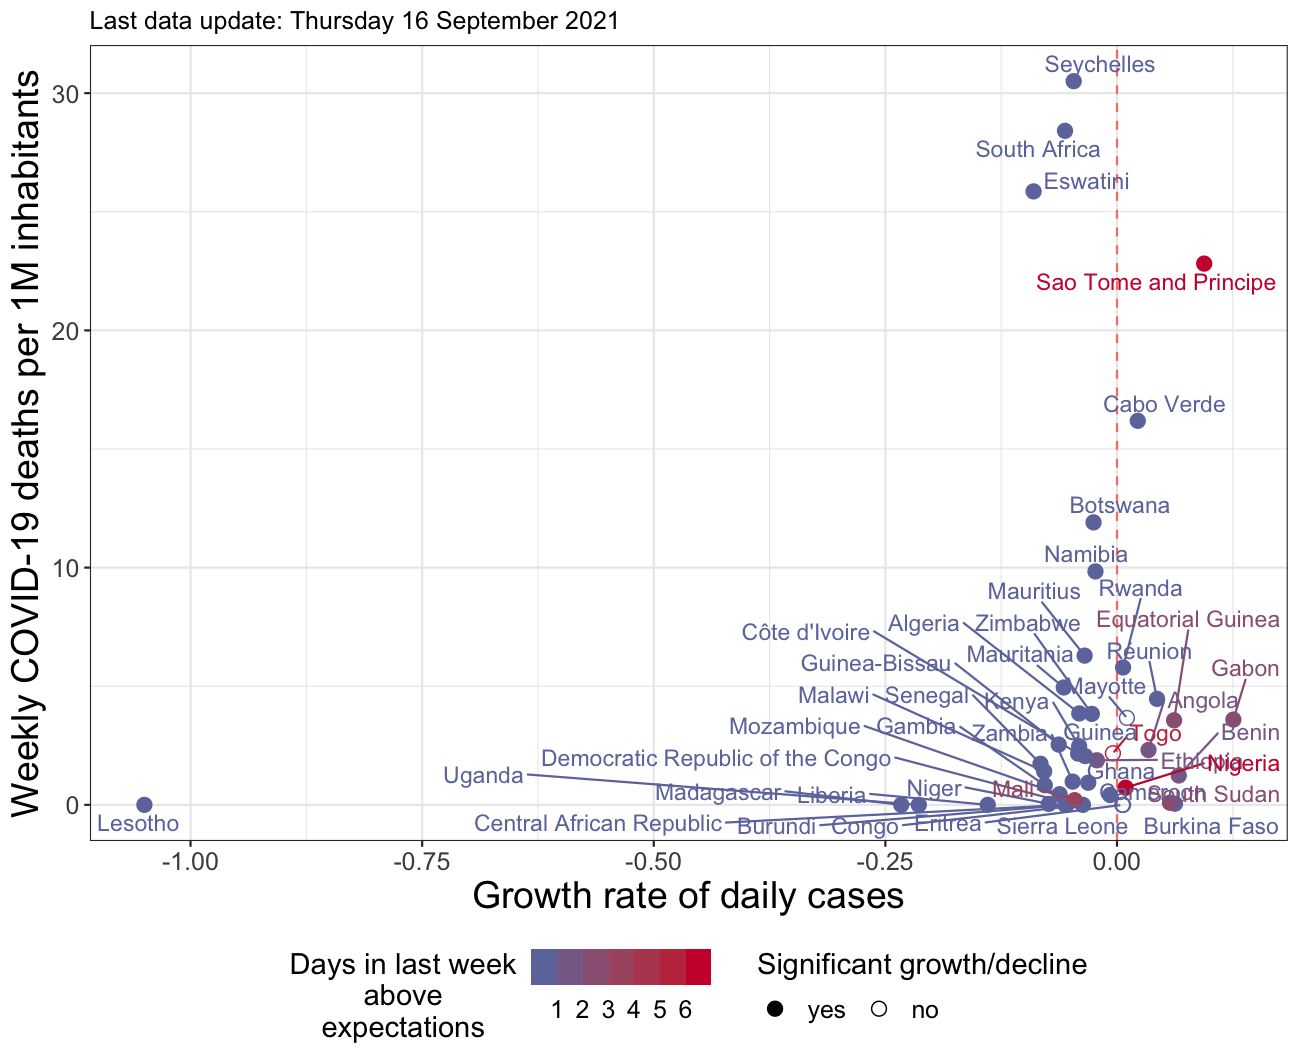 Last data update: Thursday 16 September 2021
Weekly COVID-19 deaths per 1M inhabitants
30
20
10
0
Seychelles
South Africa
Eswatini
Sao Tome and Principe
Cabo Verde
Botswana
Namibia
Mauritius
Rwanda
Equatorial Guinea
Côte d'Ivoire
Algeria
Zimbabwe
Guinea-Bissau
Mauritania
Réunion
Gabon
Malawi
Senegal
Kenya
Mayotte
Angola
Mozambique
Gambia
Zambia
Guinea
Togo
Benin
Democratic Republic of the Congo
Ethiopia
Nigeria
Uganda
Ghana
Madagascar
Liberia
Niger
Mali
South Sudan
Lesotho
Central African Republic
Burundi
Congo
Eritrea
Sierra Leone
Burkina Faso
-1.00
-0.75
-0.50
-0.25
0.00
Growth rate of daily cases
Days in last week
above
expectations
1 2 3 4 5 6
Significant growth/decline
yes
no